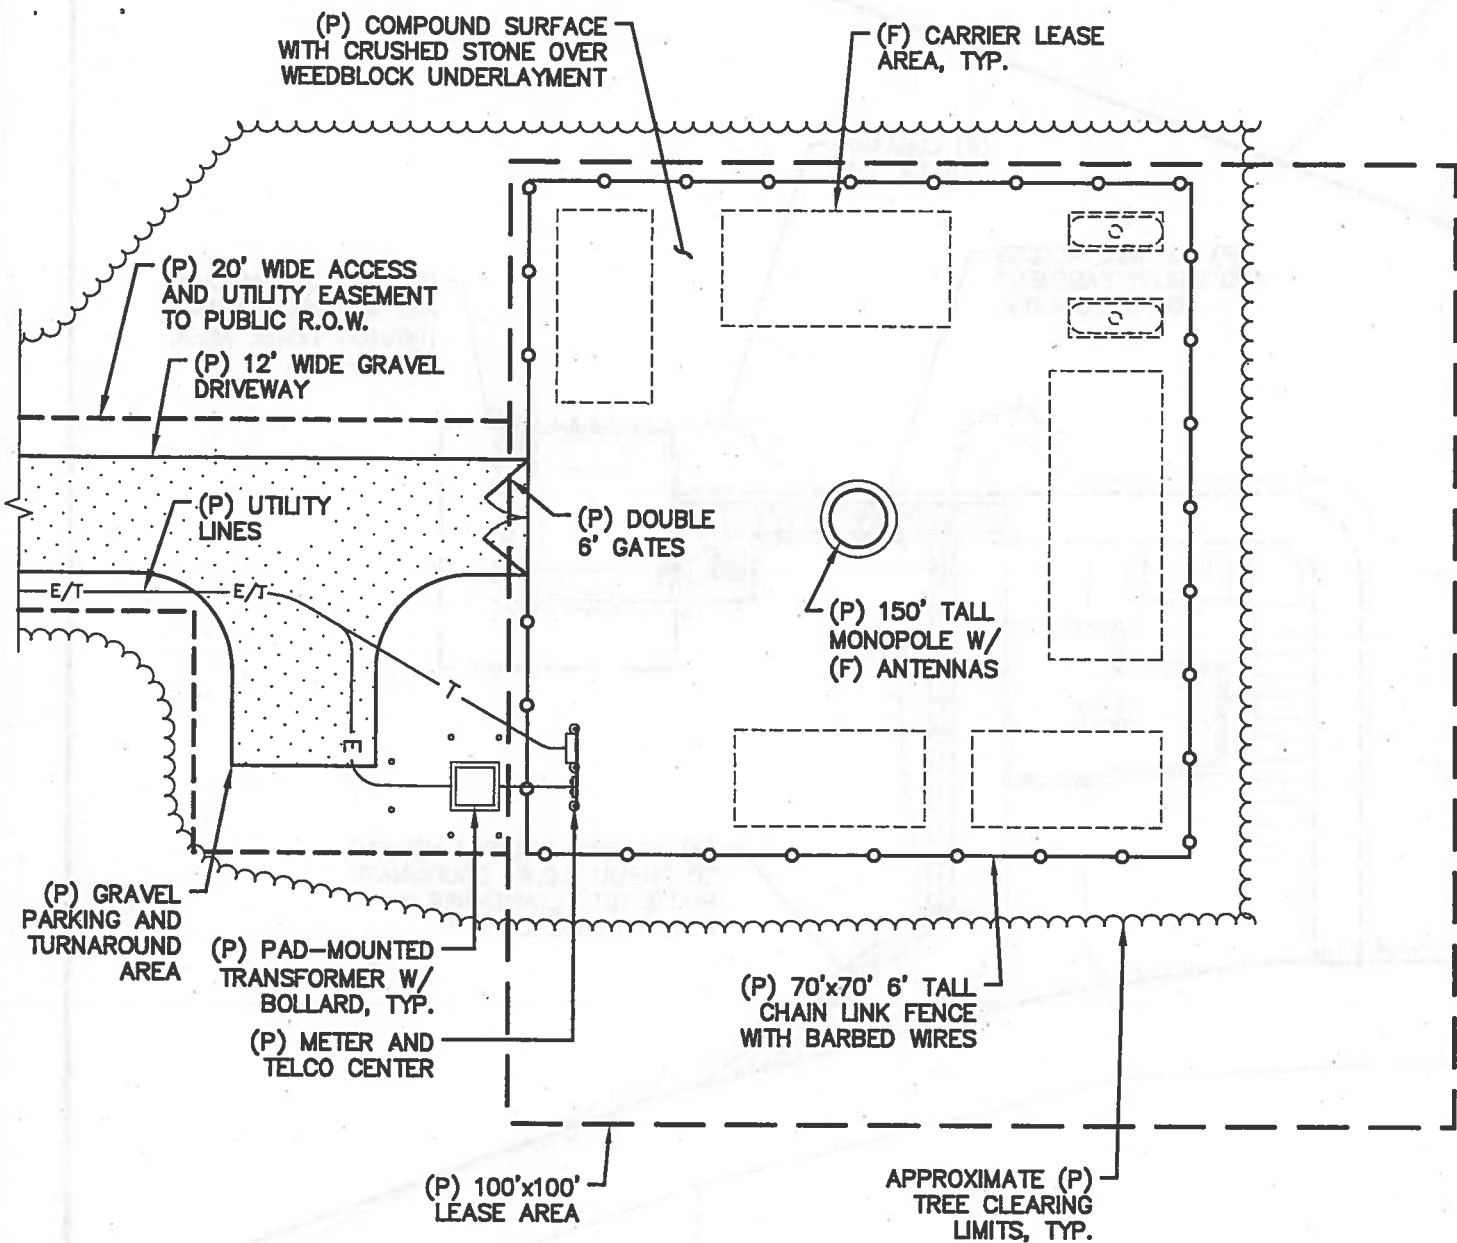 (P) COMPOUND SURFACE
WITH CRUSHED STONE OVER
WEEDBLOCK UNDERLAYMENT
(F) CARRIER LEASE
AREA, TYP.
(P) 20' WIDE ACCESS
AND UTILITY EASEMENT
TO PUBLIC R.O.W.
(P) 12' WIDE GRAVEL
DRIVEWAY
(P) UTILITY
LINES
(P) DOUBLE
6' GATES
E/T
E/T
(P) 150' TALL
MONOPOLE W/
(F) ANTENNAS
T
E
(P) GRAVEL
PARKING AND
TURNAROUND
AREA
(P) PAD-MOUNTED
TRANSFORMER W/
BOLLARD, TYP.
(P) METER AND
TELCO CENTER
(P) 70'x70' 6' TALL
CHAIN LINK FENCE
WITH BARBED WIRES
(P) 100'x100'
LEASE AREA
APPROXIMATE (P)
TREE CLEARING
LIMITS, TYP.